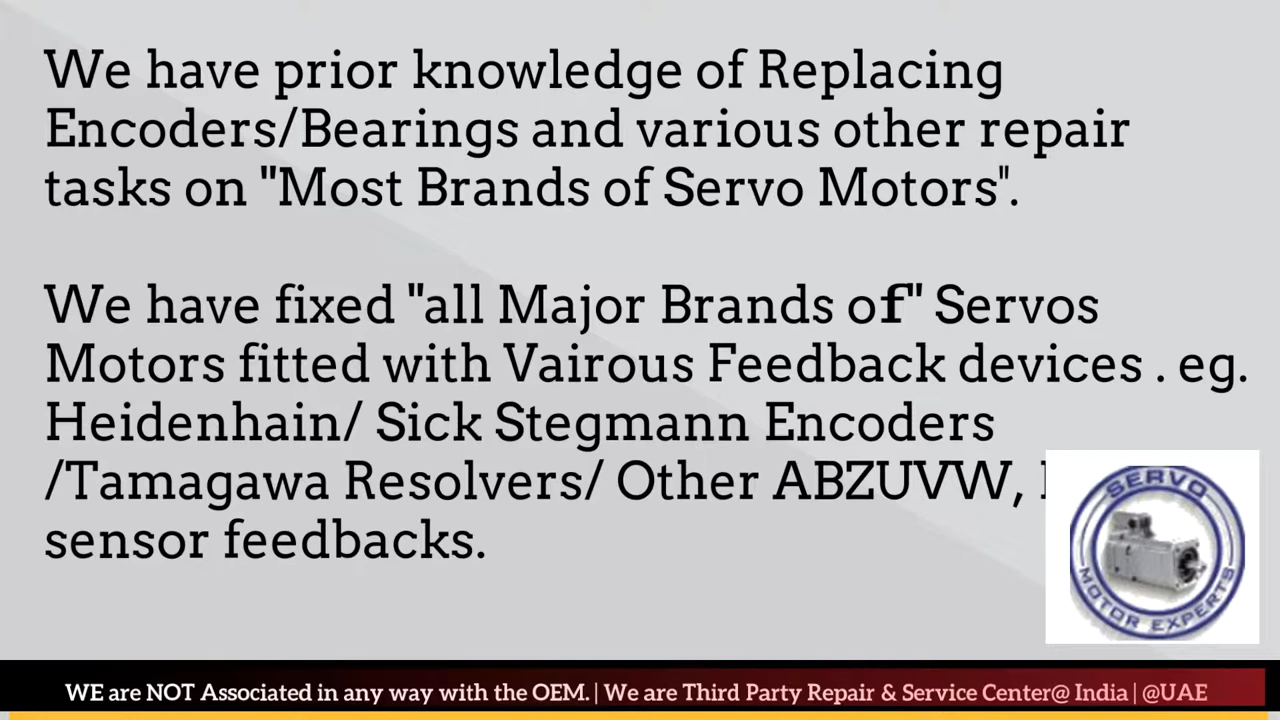 We have prior knowledge of Replacing
Encoders/Bearings and various other repair
tasks on "Most Brands of Servo Motors".
We have fixed "all Major Brands of" Servos
Motors fitted with Vairous Feedback devices . eg.
Heidenhain/ Sick Stegmann Encoders
/Tamagawa Resolvers/ Other ABZUVW,
sensor feedbacks.
SERVO
MOTOR EXPERTS
WE are NOT Associated in any way with the OEM. | We are Third Party Repair & Service Center@ India | @UAE